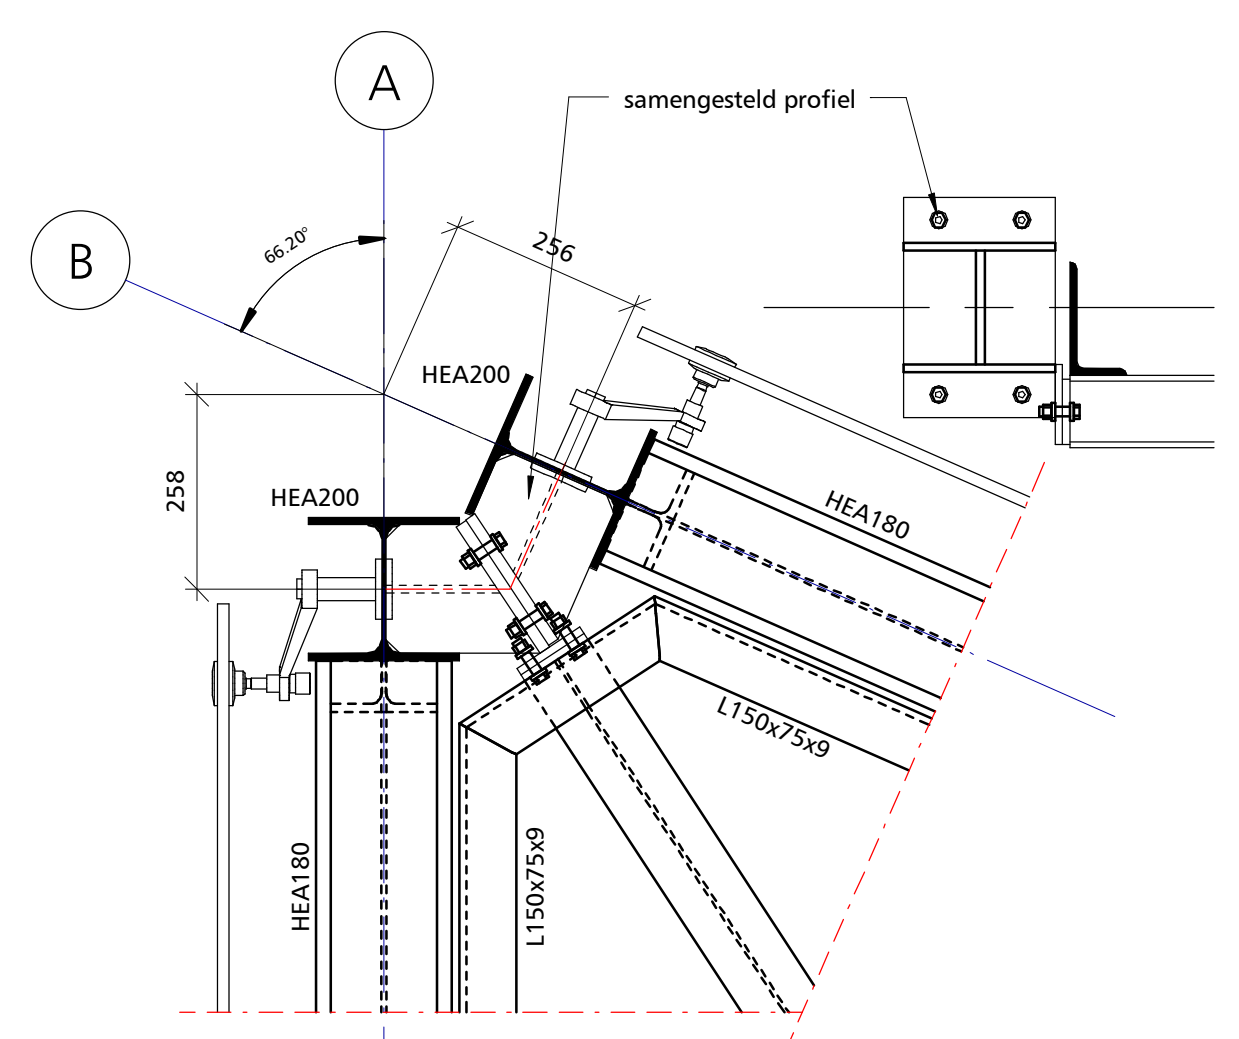 A
samengesteld profiel
B
66.20°
256
HEA200
258
HEA200
HEA180
L150x75x9
HEA180
L150x75x9